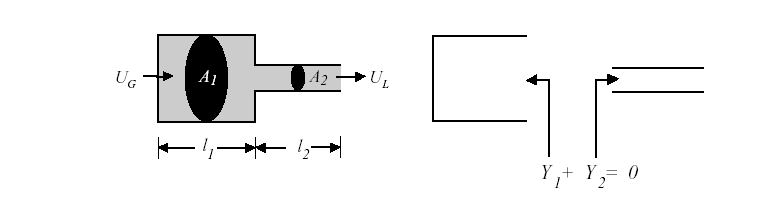 U_G A_1 A_2 U_L
l_1 l_2
Y_1 + Y_2 = 0